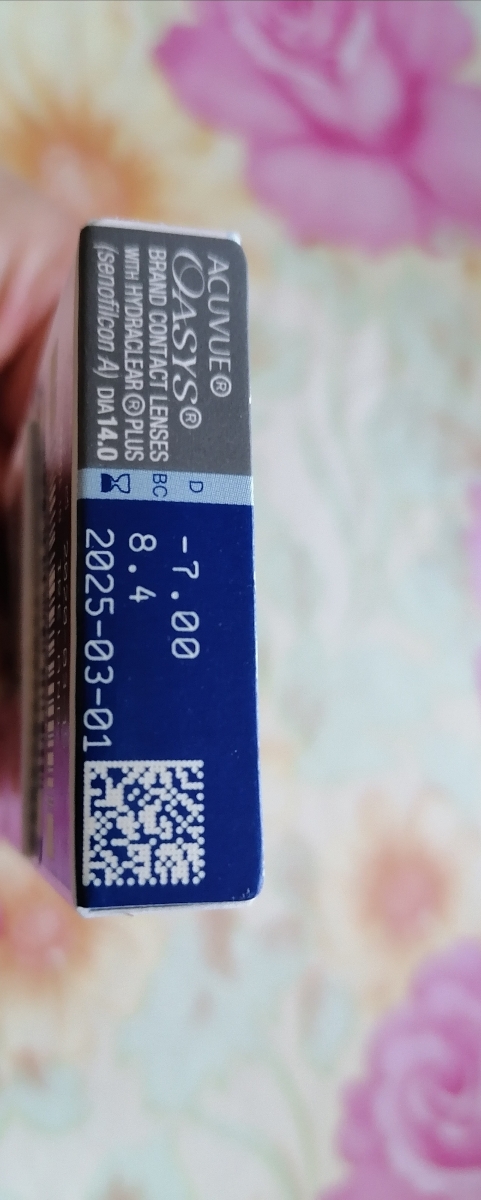 ACUVUE®
OASYS®
BRAND CONTACT LENSES
WITH HYDRACLEAR® PLUS
(senofilcon A) DIA 14.0
D -7.00
BC 8.4
2025-03-01